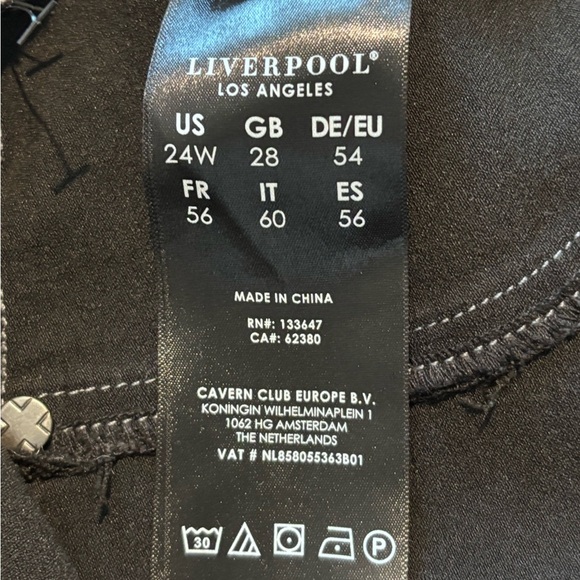 LIVERPOOL®
LOS ANGELES
US GB DE/EU
24W 28 54
FR IT ES
56 60 56
MADE IN CHINA
RN#: 133647
CA#: 62380
CAVERN CLUB EUROPE B.V.
KONINGIN WILHELMINAPLEIN 1
1062 HG AMSTERDAM
THE NETHERLANDS
VAT # NL858055363B01
30 P